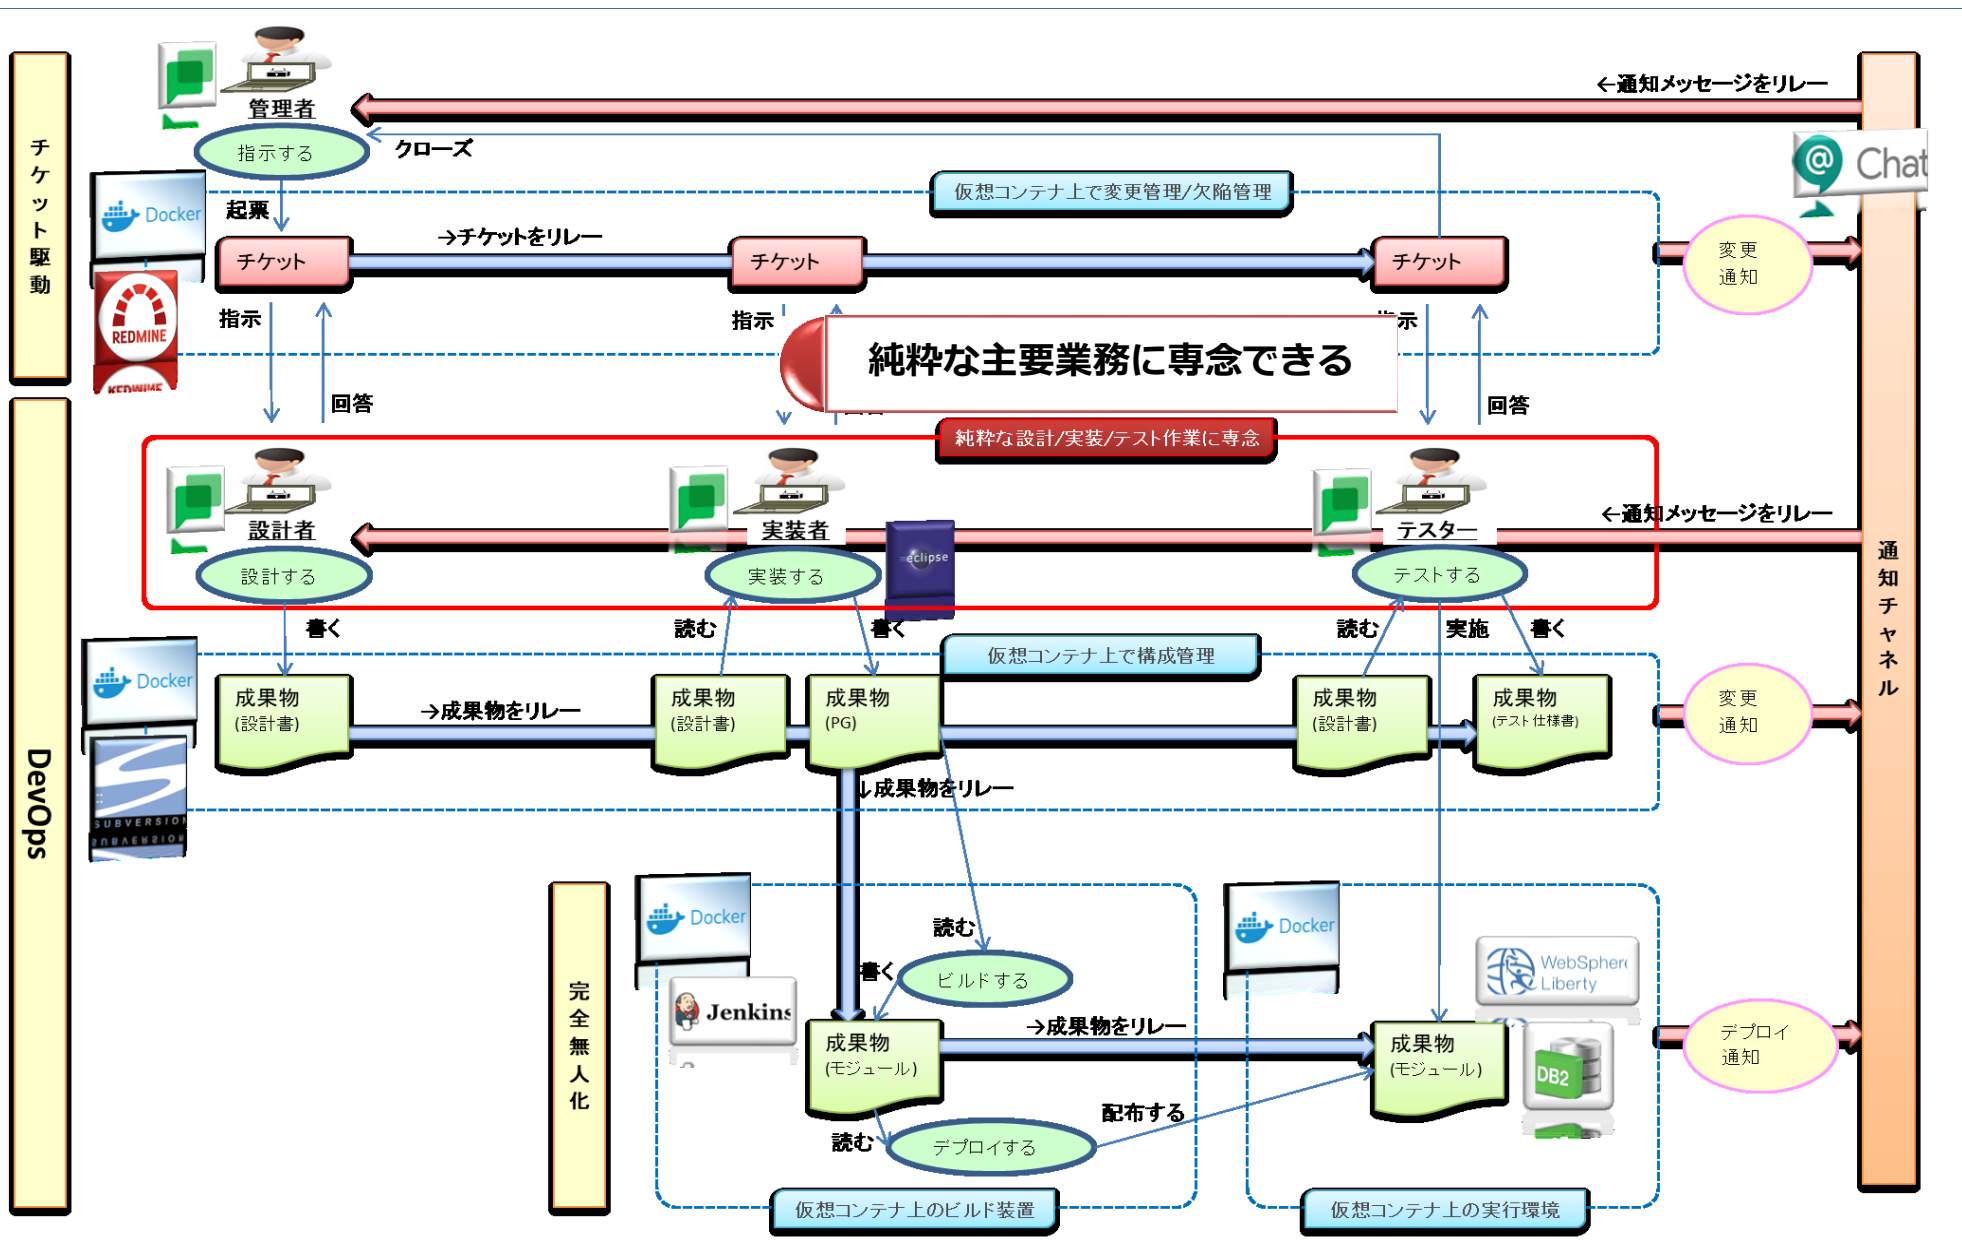 ←通知メッセージをリレー
管理者
指示する
クローズ
チケット駆動
@ Chat
Docker
起票
仮想コンテナ上で変更管理/欠陥管理
→チケットをリレー
チケット
チケット
チケット
変更
通知
REDMINE
REDMINE
指示
指示
指示
純粋な主要業務に専念できる
回答
回答
純粋な設計/実装/テスト作業に専念
←通知メッセージをリレー
設計者
実装者
テスター
eclipse
設計する
実装する
テストする
通知チャネル
書く
読む
書く
読む
実施
書く
仮想コンテナ上で構成管理
Docker
成果物
(設計書)
→成果物をリレー
成果物
(設計書)
成果物
(PG)
成果物
(設計書)
成果物
(テスト仕様書)
変更
通知
↓成果物をリレー
SUBVERSION
SUBVERSION
DevOps
Docker
Docker
読む
書く
ビルドする
WebSphere
Liberty
完全無人化
Jenkins
→成果物をリレー
成果物
(モジュール)
成果物
(モジュール)
DB2
デプロイ
通知
配布する
読む
デプロイする
仮想コンテナ上のビルド装置
仮想コンテナ上の実行環境